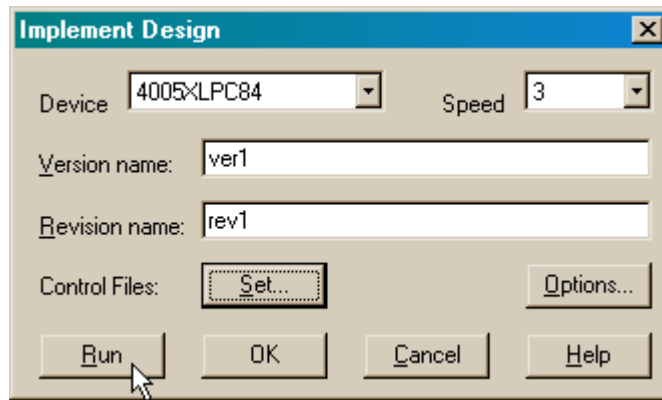 Implement Design
Device 4005XLPC84 Speed 3
Version name: ver1
Revision name: rev1
Control Files: Set... Options...
Run OK Cancel Help